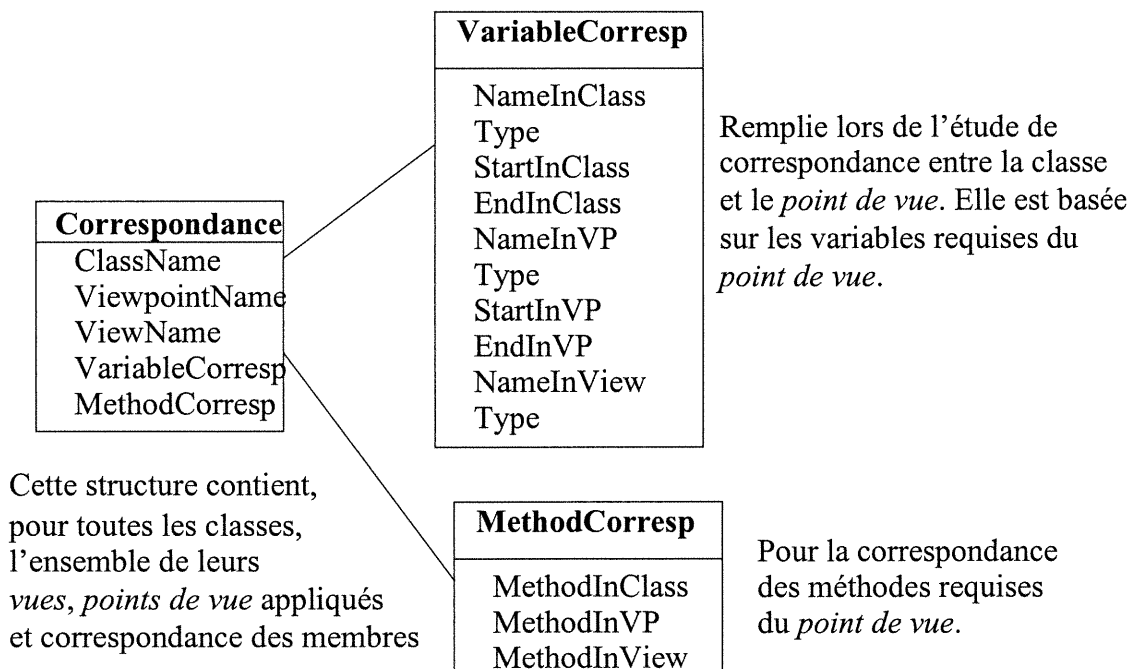 VariableCorresp
NameInClass
Type
StartInClass
EndInClass
NameInVP
Type
StartInVP
EndInVP
NameInView
Type
Remplie lors de l’étude de
correspondance entre la classe
et le point de vue. Elle est basée
sur les variables requises du
point de vue.
Correspondance
ClassName
ViewpointName
ViewName
VariableCorresp
MethodCorresp
Cette structure contient,
pour toutes les classes,
l’ensemble de leurs
vues, points de vue appliqués
et correspondance des membres
MethodCorresp
MethodInClass
MethodInVP
MethodInView
Pour la correspondance
des méthodes requises
du point de vue.